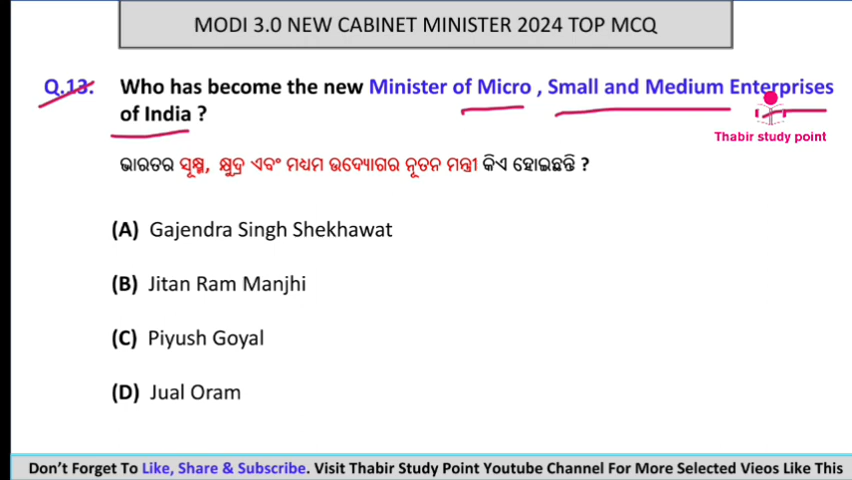 MODI 3.0 NEW CABINET MINISTER 2024 TOP MCQ
Q.13. Who has become the new Minister of Micro , Small and Medium Enterprises
of India ?
Thabir study point
ଭାରତର ସୂକ୍ଷ୍ମ, କ୍ଷୁଦ୍ର ଏବଂ ମଧ୍ୟମ ଉଦ୍ୟୋଗର ନୂତନ ମନ୍ତ୍ରୀ କିଏ ହୋଇଛନ୍ତି ?
(A) Gajendra Singh Shekhawat
(B) Jitan Ram Manjhi
(C) Piyush Goyal
(D) Jual Oram
Don't Forget To Like, Share & Subscribe. Visit Thabir Study Point Youtube Channel For More Selected Vieos Like This